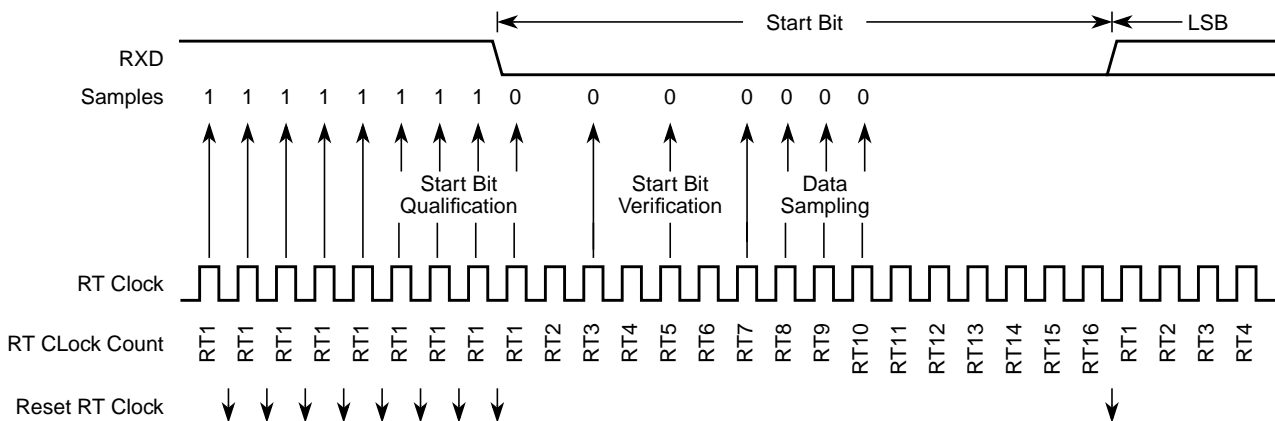 Start Bit LSB
RXD
Samples 1 1 1 1 1 1 1 1 0 0 0 0 0 0 0
Start Bit Qualification
Start Bit Verification
Data Sampling
RT Clock
RT CLock Count RT1 RT1 RT1 RT1 RT1 RT1 RT1 RT1 RT1 RT2 RT3 RT4 RT5 RT6 RT7 RT8 RT9 RT10 RT11 RT12 RT13 RT14 RT15 RT16 RT1 RT2 RT3 RT4
Reset RT Clock